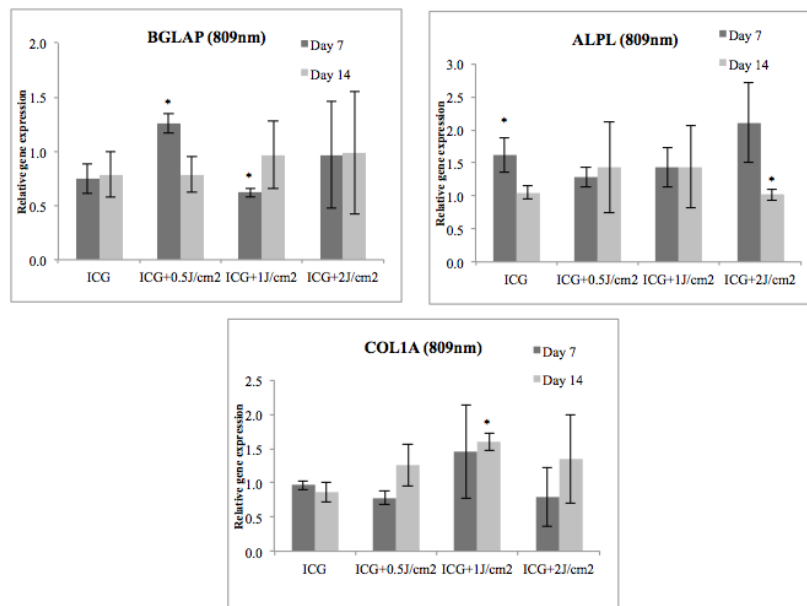 BGLAP (809nm)
Day 7
Day 14
Relative gene expression
2.0
1.5
1.0
0.5
0.0
*
*
ICG
ICG+0.5J/cm2
ICG+1J/cm2
ICG+2J/cm2
ALPL (809nm)
Day 7
Day 14
Relative gene expression
3.0
2.5
2.0
1.5
1.0
0.5
0.0
*
*
ICG
ICG+0.5J/cm2
ICG+1J/cm2
ICG+2J/cm2
COL1A (809nm)
Day 7
Day 14
Relative gene expression
2.5
2.0
1.5
1.0
0.5
0.0
*
ICG
ICG+0.5J/cm2
ICG+1J/cm2
ICG+2J/cm2